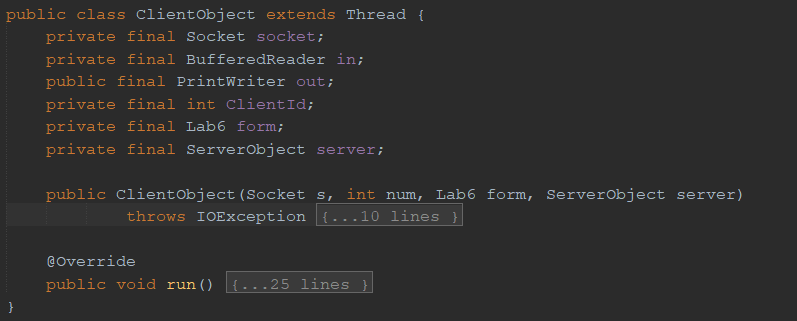 public class ClientObject extends Thread {
    private final Socket socket;
    private final BufferedReader in;
    public final PrintWriter out;
    private final int ClientId;
    private final Lab6 form;
    private final ServerObject server;

    public ClientObject(Socket s, int num, Lab6 form, ServerObject server)
            throws IOException {...10 lines }

    @Override
    public void run() {...25 lines }
}